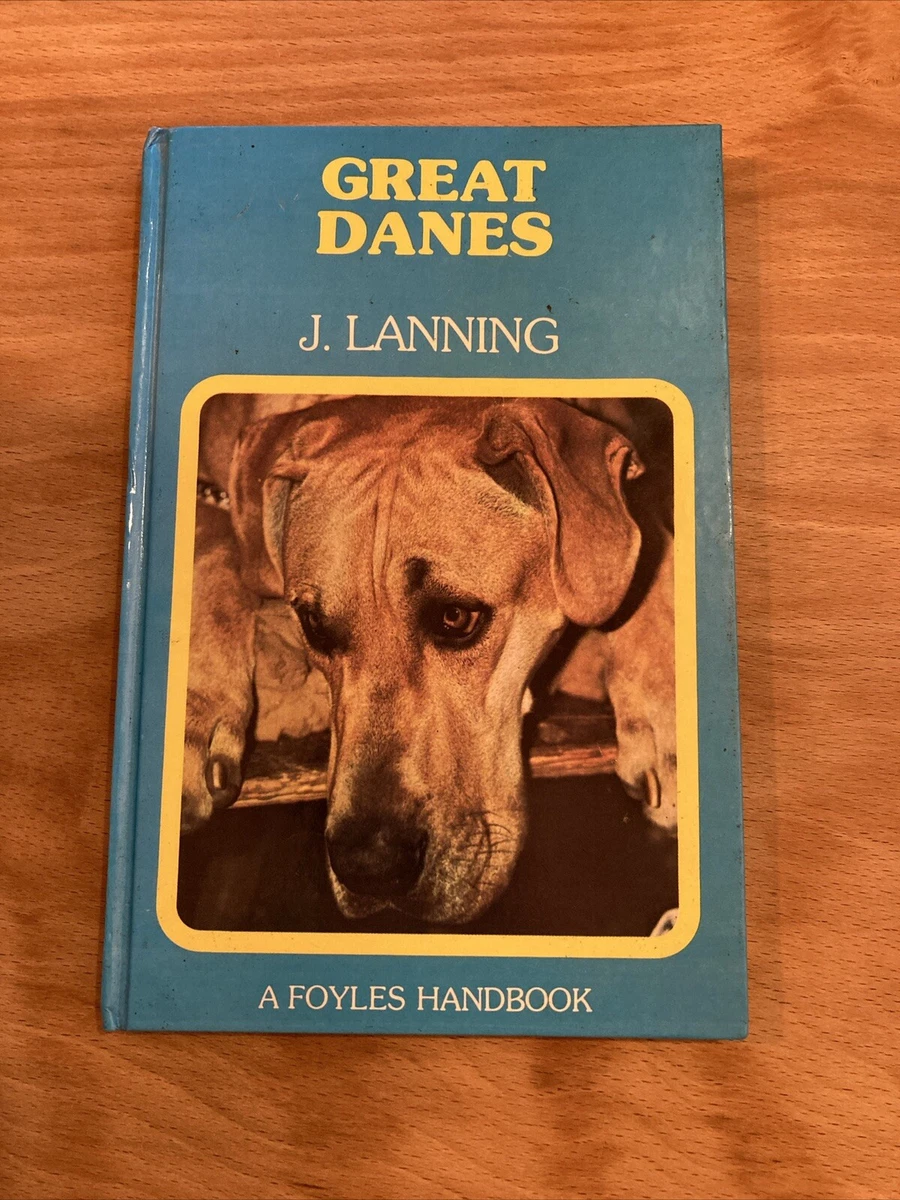 GREAT
DANES
J. LANNING
A FOYLES HANDBOOK